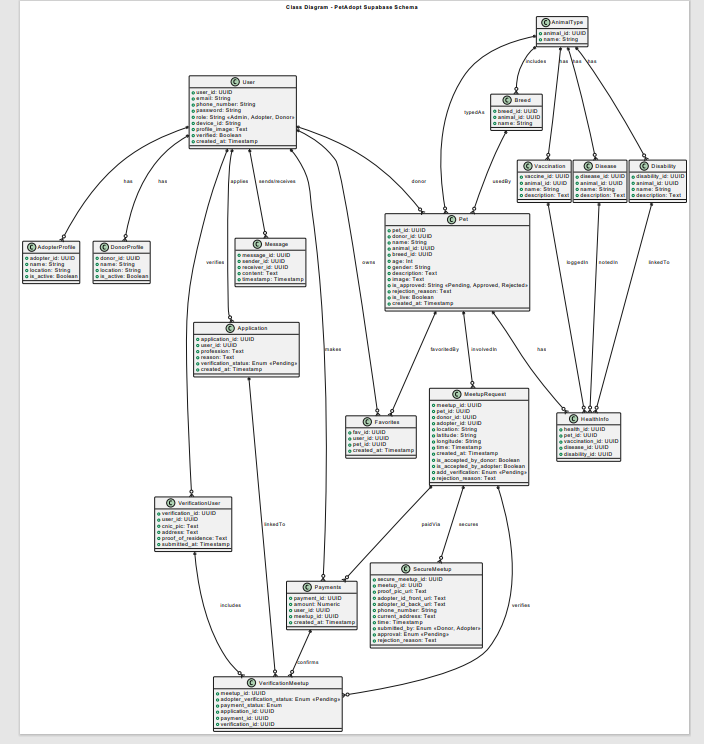 Class Diagram - PetAdopt Supabase Schema
C AnimalType
animal_id: UUID
name: String
includes
has
has
has
C User
user_id: UUID
email: String
phone_number: String
password: String
role: String «Admin, Adopter, Donor»
device_id: String
profile_image: Text
verified: Boolean
created_at: Timestamp
C Breed
breed_id: UUID
animal_id: UUID
name: String
typedAs
C Vaccination
vaccine_id: UUID
animal_id: UUID
name: String
description: Text
C Disease
disease_id: UUID
animal_id: UUID
name: String
description: Text
C Disability
disability_id: UUID
animal_id: UUID
name: String
description: Text
has
has
applies
sends/receives
donor
usedBy
C Pet
pet_id: UUID
donor_id: UUID
name: String
animal_id: UUID
breed_id: UUID
age: Int
gender: String
description: Text
image: Text
is_approved: String «Pending, Approved, Rejected»
rejection_reason: Text
is_live: Boolean
created_at: Timestamp
C AdopterProfile
adopter_id: UUID
name: String
location: String
is_active: Boolean
C DonorProfile
donor_id: UUID
name: String
location: String
is_active: Boolean
C Message
message_id: UUID
sender_id: UUID
receiver_id: UUID
content: Text
timestamp: Timestamp
verifies
owns
loggedIn
notedIn
linkedTo
C Application
application_id: UUID
user_id: UUID
profession: Text
reason: Text
verification_status: Enum «Pending»
created_at: Timestamp
makes
favoritedBy
involvedIn
has
C MeetupRequest
meetup_id: UUID
pet_id: UUID
donor_id: UUID
adopter_id: UUID
location: String
latitude: String
longitude: String
time: Timestamp
created_at: Timestamp
is_accepted_by_donor: Boolean
is_accepted_by_adopter: Boolean
add_verification: Enum «Pending»
rejection_reason: Text
C Favorites
fav_id: UUID
user_id: UUID
pet_id: UUID
created_at: Timestamp
C HealthInfo
health_id: UUID
pet_id: UUID
vaccination_id: UUID
disease_id: UUID
disability_id: UUID
C VerificationUser
verification_id: UUID
user_id: UUID
cnic_pic: Text
address: Text
proof_of_residence: Text
submitted_at: Timestamp
linkedTo
paidVia
secures
C SecureMeetup
secure_meetup_id: UUID
meetup_id: UUID
proof_pic_url: Text
adopter_id_front_url: Text
adopter_id_back_url: Text
phone_number: String
current_address: Text
time: Timestamp
submitted_by: Enum «Donor, Adopter»
approval: Enum «Pending»
rejection_reason: Text
C Payments
payment_id: UUID
amount: Numeric
user_id: UUID
meetup_id: UUID
created_at: Timestamp
includes
verifies
confirms
C VerificationMeetup
meetup_id: UUID
adopter_verification_status: Enum «Pending»
payment_status: Enum
application_id: UUID
payment_id: UUID
verification_id: UUID